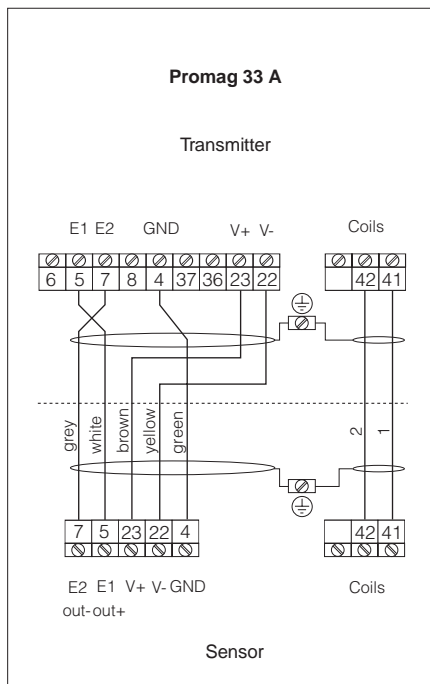 Promag 33 A
Transmitter
E1 E2 GND V+ V- Coils
6 5 7 8 4 37 36 23 22 42 41
grey white brown yellow green 2 1
7 5 23 22 4 42 41
E2 E1 V+ V- GND Coils
out- out+
Sensor